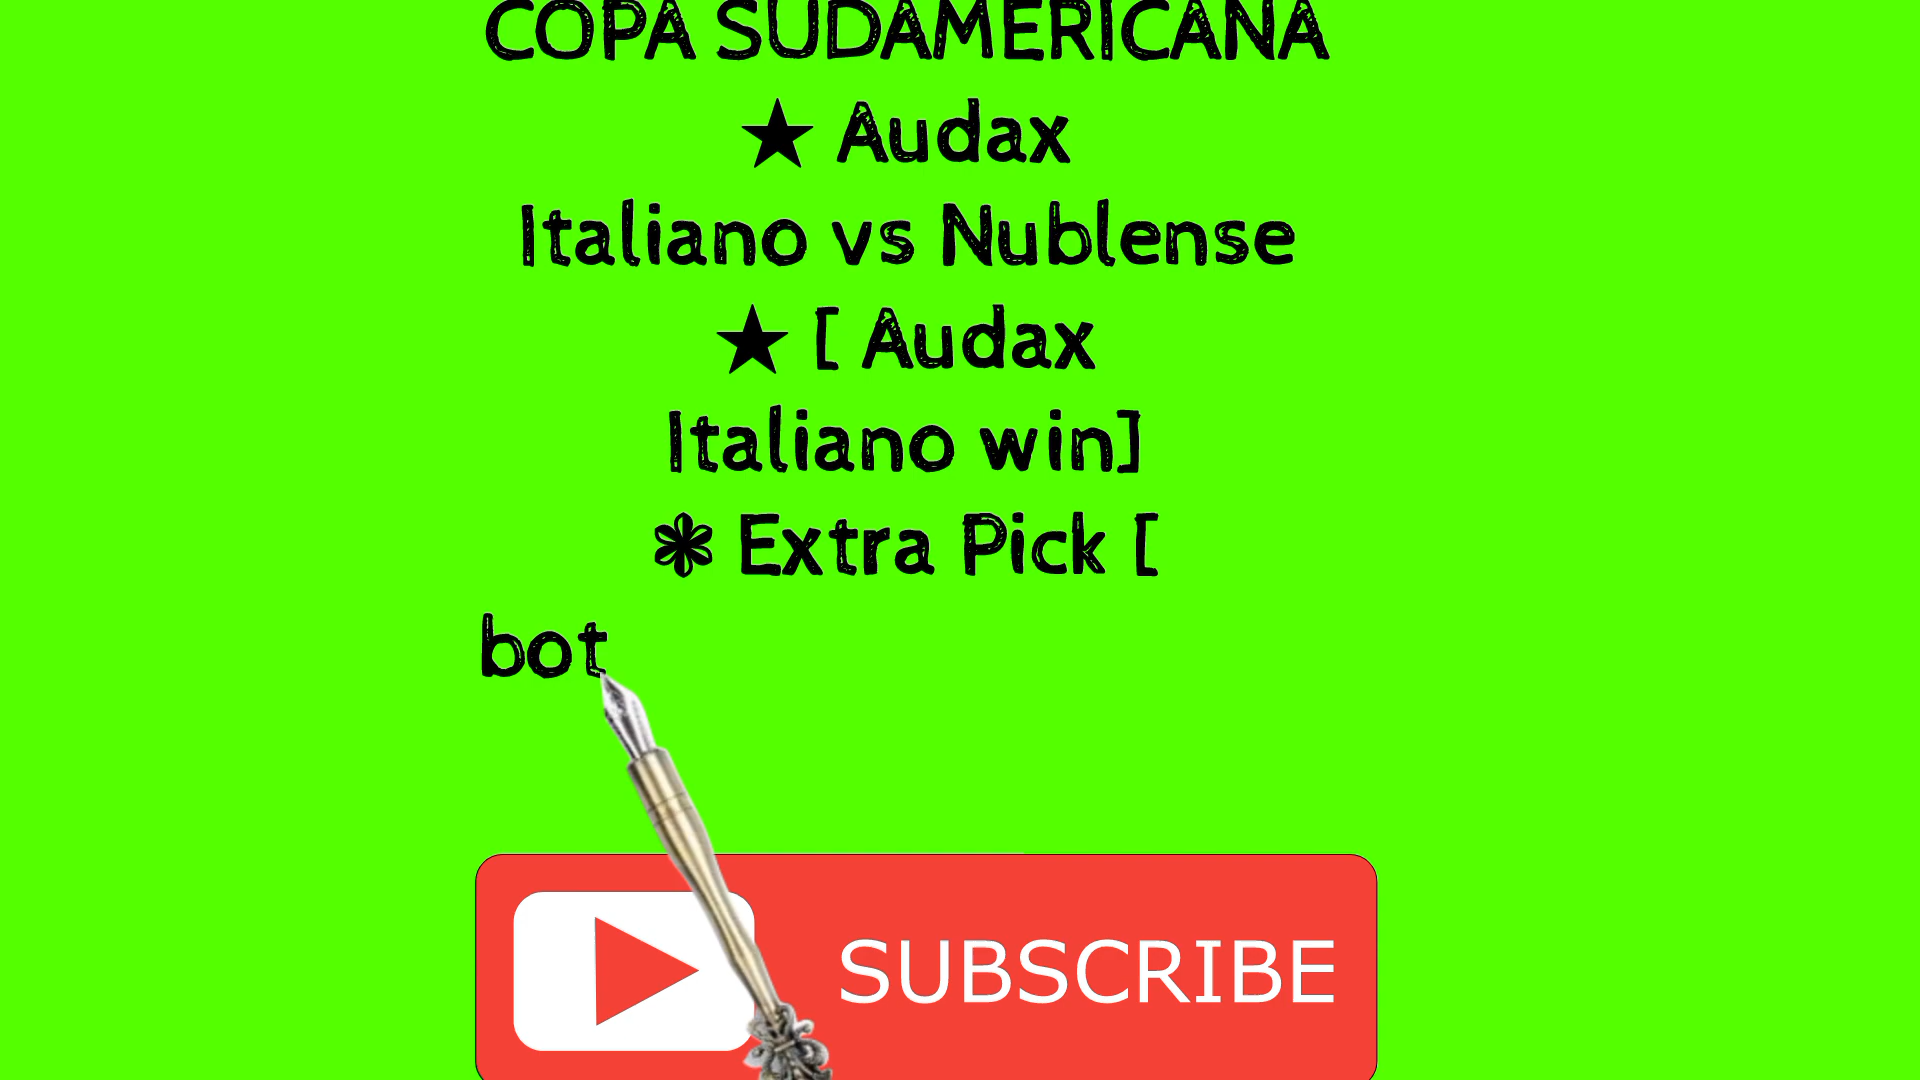 COPA SUDAMERICANA
★ Audax
Italiano vs Nublense
★ [ Audax
Italiano win]
❃ Extra Pick [
bot
SUBSCRIBE